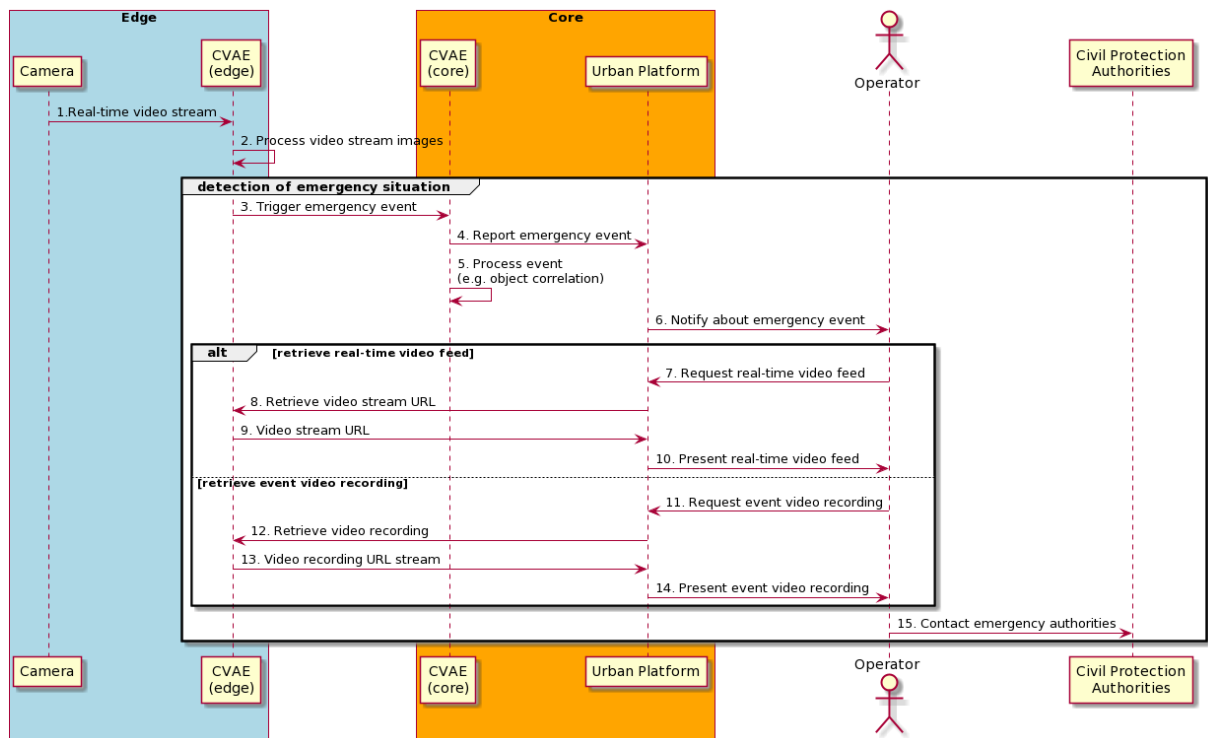 Edge
Core
Camera
CVAE
(edge)
CVAE
(core)
Urban Platform
Operator
Civil Protection
Authorities
1.Real-time video stream
2. Process video stream images
detection of emergency situation
3. Trigger emergency event
4. Report emergency event
5. Process event
(e.g. object correlation)
6. Notify about emergency event
alt [retrieve real-time video feed]
7. Request real-time video feed
8. Retrieve video stream URL
9. Video stream URL
10. Present real-time video feed
[retrieve event video recording]
11. Request event video recording
12. Retrieve video recording
13. Video recording URL stream
14. Present event video recording
15. Contact emergency authorities
Camera
CVAE
(edge)
CVAE
(core)
Urban Platform
Operator
Civil Protection
Authorities